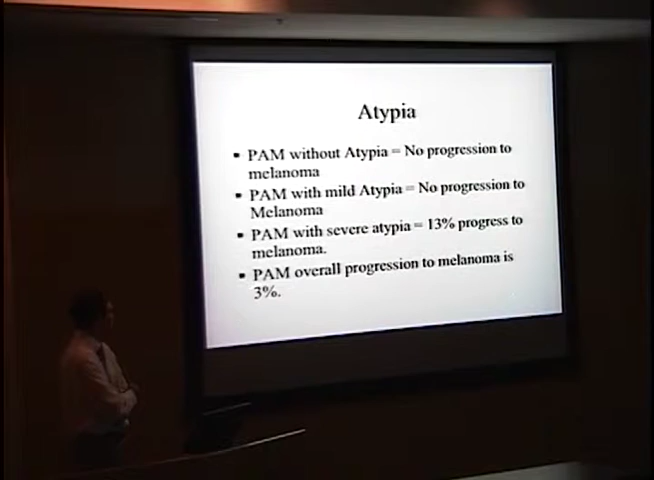 Atypia
▪ PAM without Atypia = No progression to
melanoma
▪ PAM with mild Atypia = No progression to
Melanoma
▪ PAM with severe atypia = 13% progress to
melanoma.
▪ PAM overall progression to melanoma is
3%.